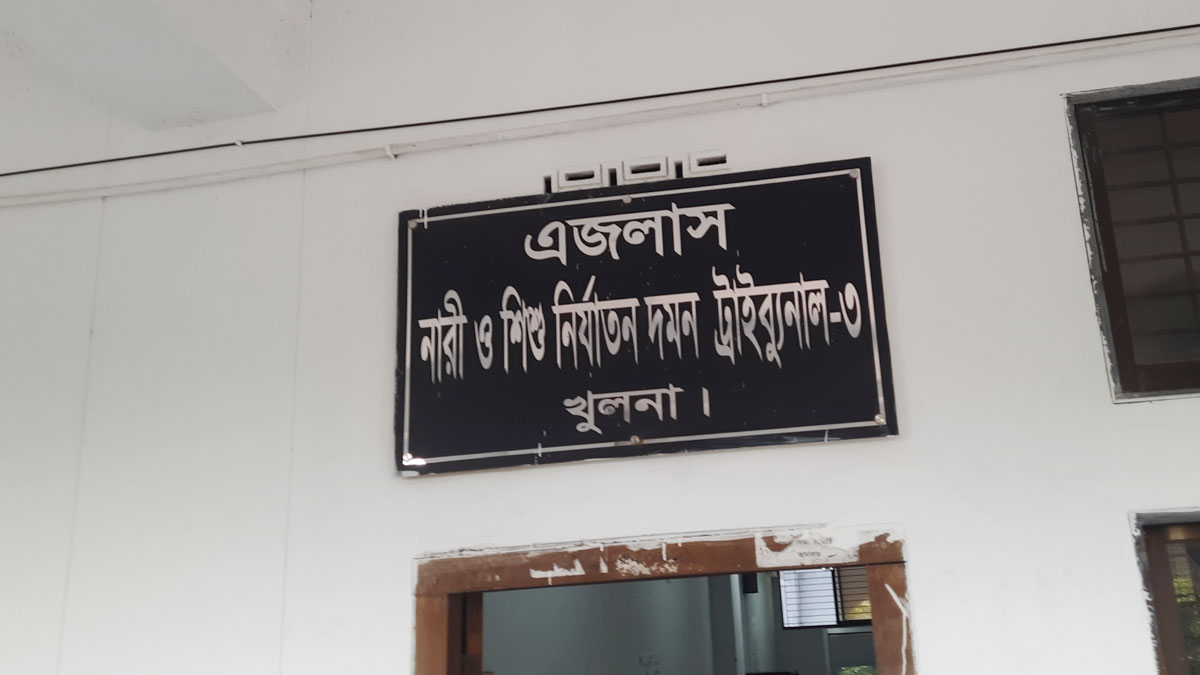 এজলাস
নারী ও শিশু নির্যাতন দমন ট্রাইব্যুনাল-৩
খুলনা।